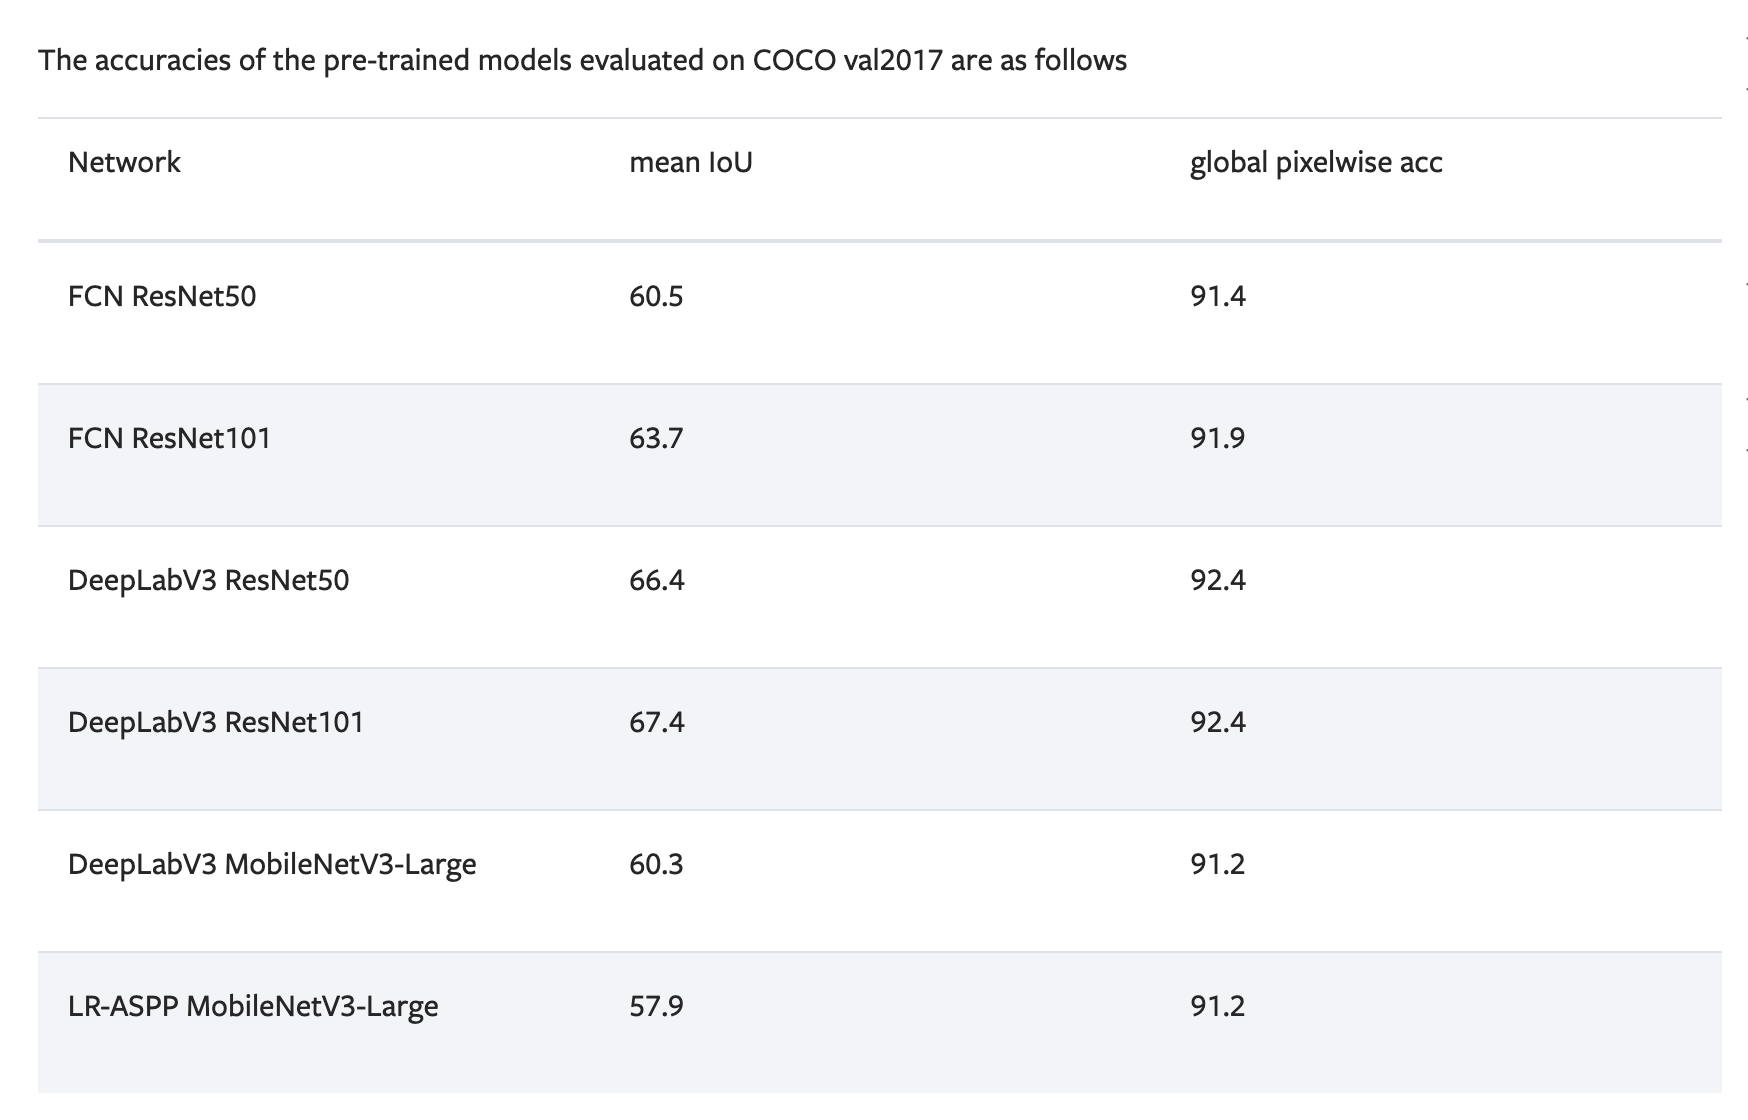 The accuracies of the pre-trained models evaluated on COCO val2017 are as follows
Network mean IoU global pixelwise acc
FCN ResNet50 60.5 91.4
FCN ResNet101 63.7 91.9
DeepLabV3 ResNet50 66.4 92.4
DeepLabV3 ResNet101 67.4 92.4
DeepLabV3 MobileNetV3-Large 60.3 91.2
LR-ASPP MobileNetV3-Large 57.9 91.2